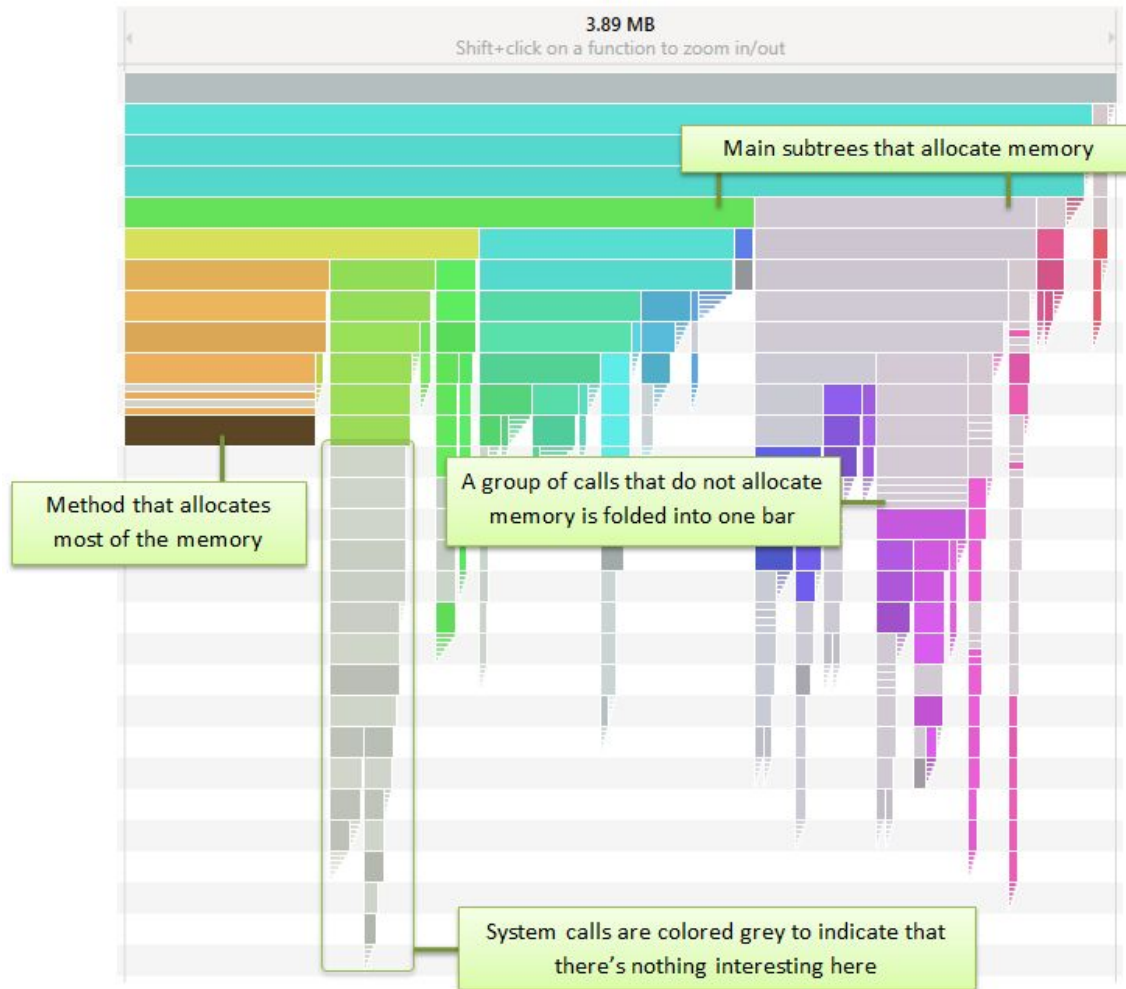 3.89 MB
Shift+click on a function to zoom in/out
Main subtrees that allocate memory
Method that allocates
most of the memory
A group of calls that do not allocate
memory is folded into one bar
System calls are colored grey to indicate that
there's nothing interesting here